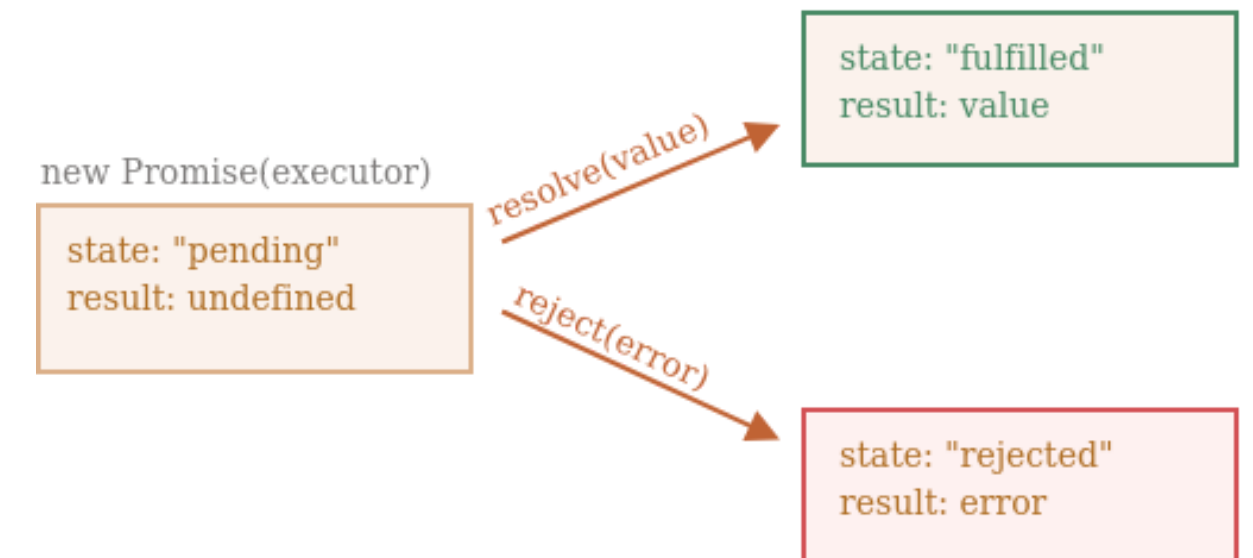 new Promise(executor)
state: "pending"
result: undefined
resolve(value)
reject(error)
state: "fulfilled"
result: value
state: "rejected"
result: error